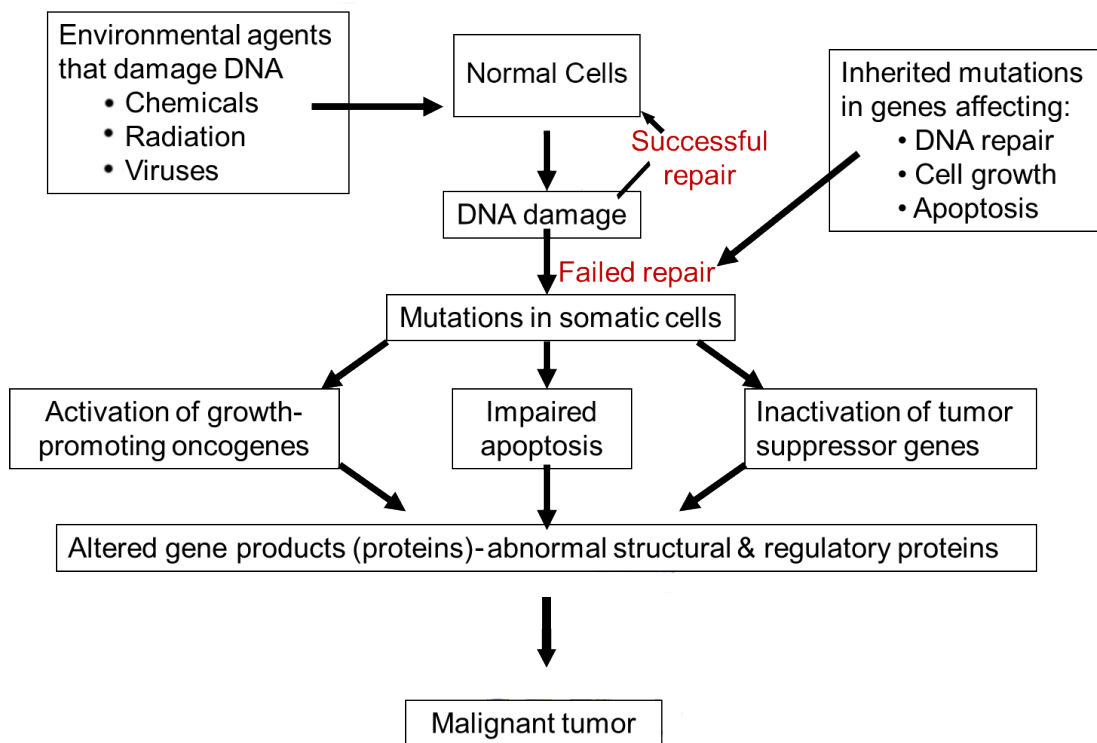 Environmental agents
that damage DNA
• Chemicals
• Radiation
• Viruses
Normal Cells
Inherited mutations
in genes affecting:
• DNA repair
• Cell growth
• Apoptosis
Successful
repair
DNA damage
Failed repair
Mutations in somatic cells
Activation of growth-
promoting oncogenes
Impaired
apoptosis
Inactivation of tumor
suppressor genes
Altered gene products (proteins)-abnormal structural & regulatory proteins
Malignant tumor